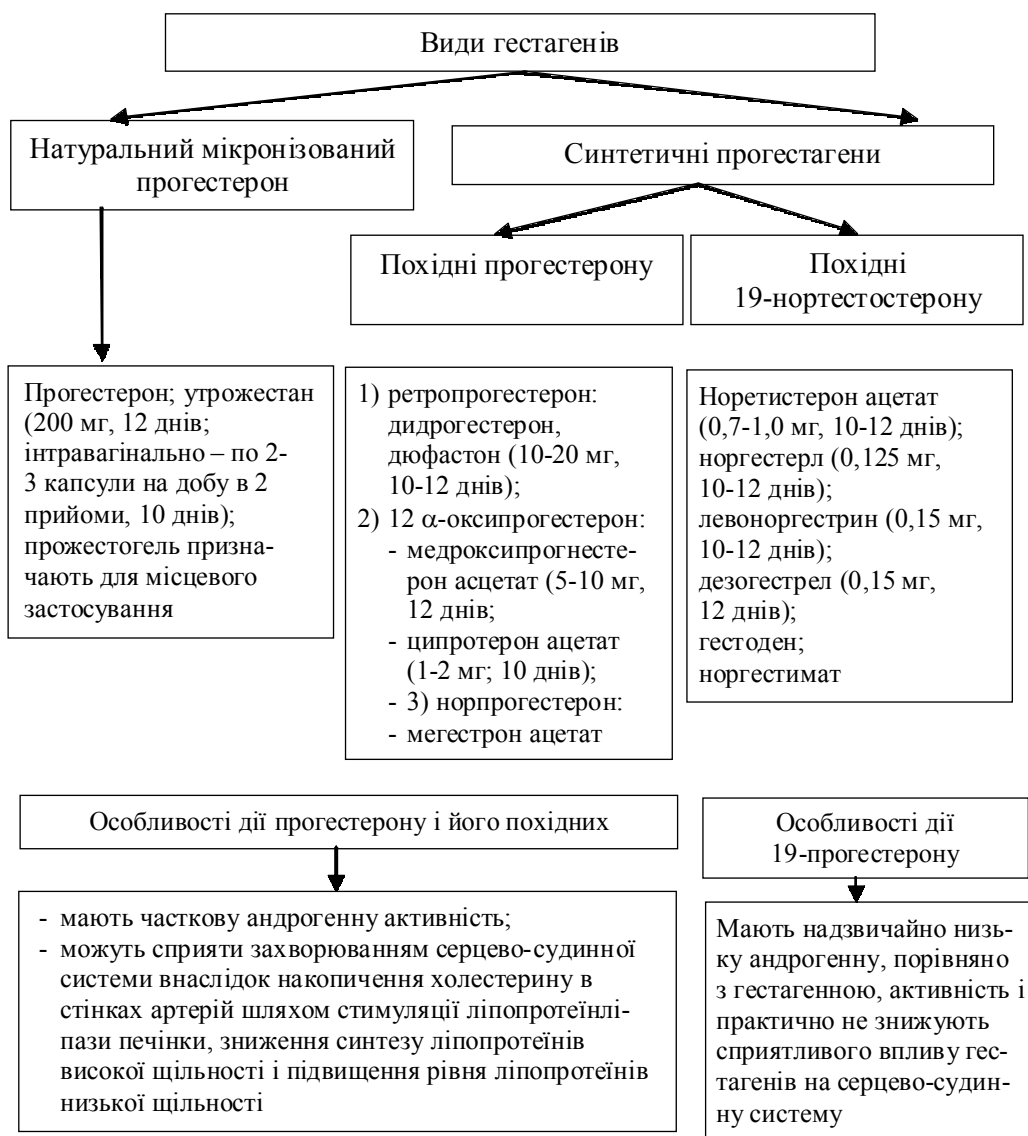 Види гестагенів
Натуральний мікронізований
прогестерон
Синтетичні прогестагени
Похідні прогестерону
Похідні
19-нортестостерону
Прогестерон; утрожестан
(200 мг, 12 днів;
інтравагінально – по 2-
3 капсули на добу в 2
прийоми, 10 днів);
прожестогель призна-
чають для місцевого
застосування
1) ретропрогестерон:
дидрогестерон,
дюфастон (10-20 мг,
10-12 днів);
2) 12 α-оксипрогестерон:
- медроксипрогнесте-
рон асцетат (5-10 мг,
12 днів;
- ципротерон ацетат
(1-2 мг; 10 днів);
- 3) норпрогестерон:
- мегестрон ацетат
Норетистерон ацетат
(0,7-1,0 мг, 10-12 днів);
норгестерл (0,125 мг,
10-12 днів);
левоноргестрин (0,15 мг,
10-12 днів);
дезогестрел (0,15 мг,
12 днів);
гестоден;
норгестимат
Особливості дії прогестерону і його похідних
- мають часткову андрогенну активність;
- можуть сприяти захворюванням серцево-судинної
системи внаслідок накопичення холестерину в
стінках артерій шляхом стимуляції ліпопротеїнлі-
пази печінки, зниження синтезу ліпопротеїнів
високої щільності і підвищення рівня ліпопротеїнів
низької щільності
Особливості дії
19-прогестерону
Мають надзвичайно низь-
ку андрогенну, порівняно
з гестагенною, активність і
практично не знижують
сприятливого впливу гес-
тагенів на серцево-судин-
ну систему